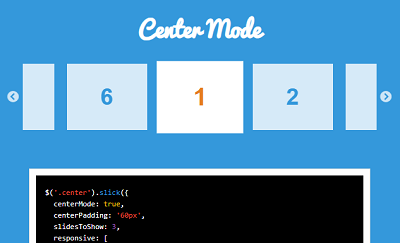 Center Mode
6 1 2
$('.center').slick({
centerMode: true,
centerPadding: '60px',
slidesToShow: 3,
responsive: [